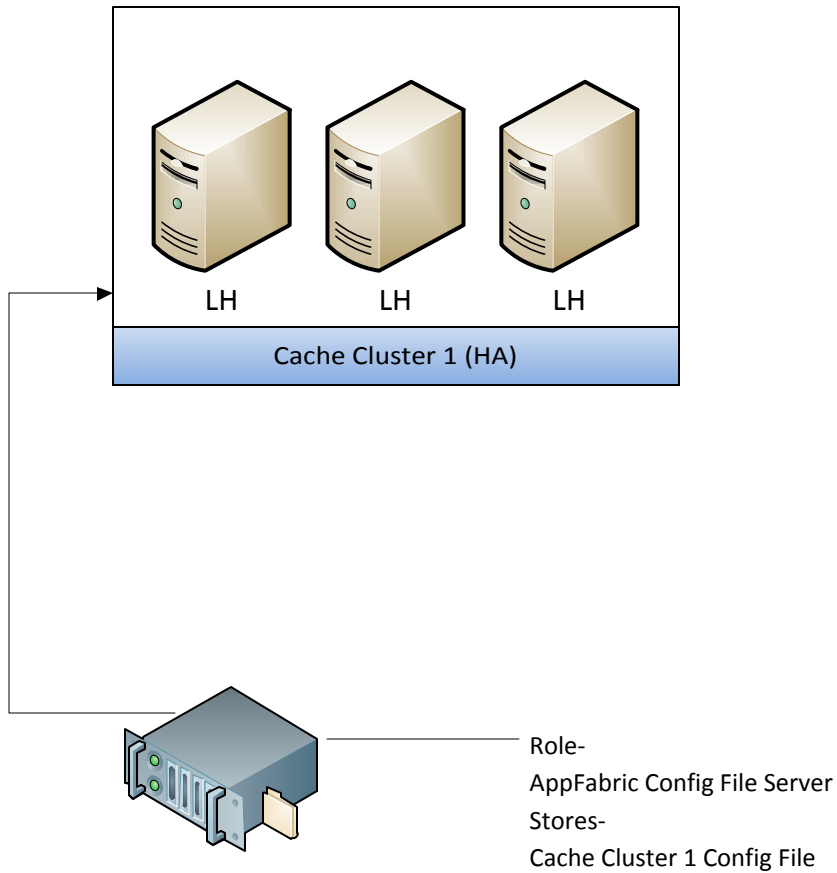 LH
LH
LH
Cache Cluster 1 (HA)
Role-
AppFabric Config File Server
Stores-
Cache Cluster 1 Config File